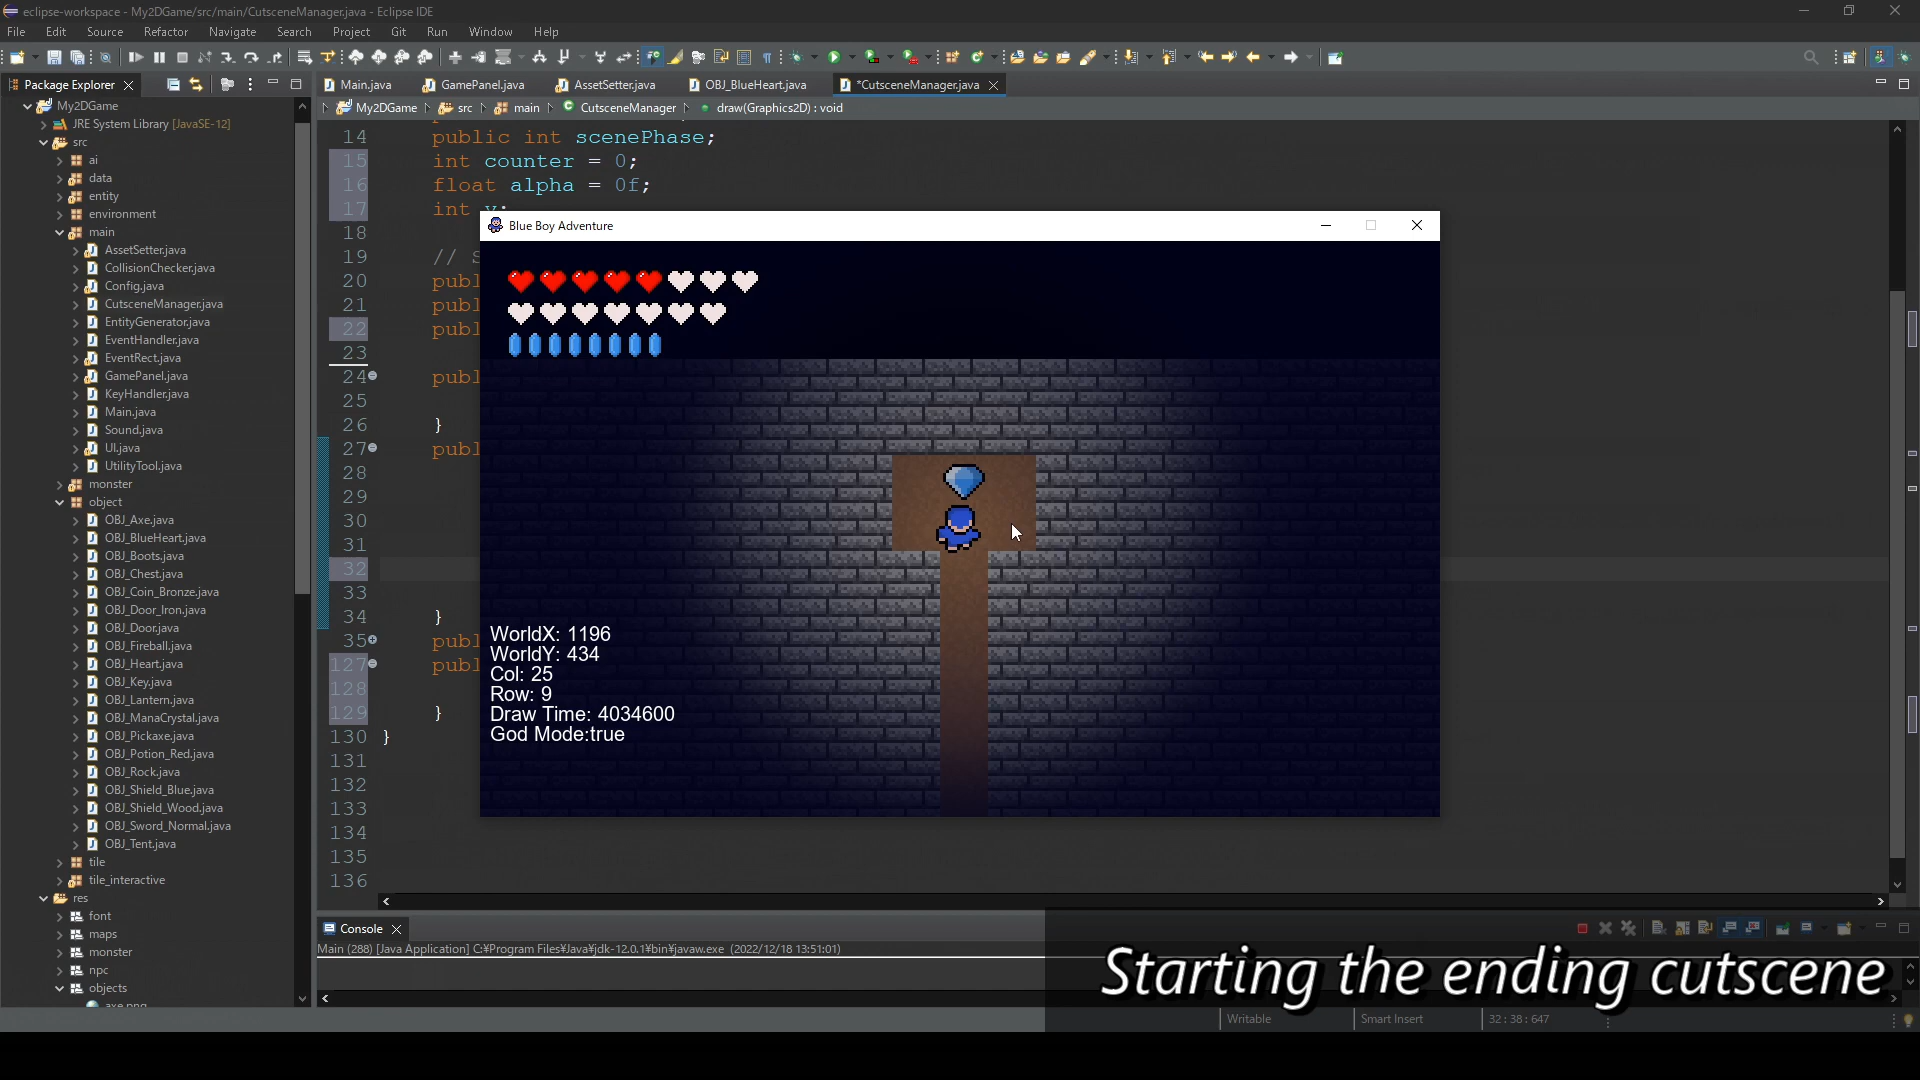 eclipse-workspace - My2DGame/src/main/CutsceneManager.java - Eclipse IDE
File Edit Source Refactor Navigate Search Project Git Run Window Help
Package Explorer
Main.java GamePanel.java AssetSetter.java OBJ_BlueHeart.java *CutsceneManager.java
My2DGame src main CutsceneManager draw(Graphics2D) : void
My2DGame
JRE System Library [JavaSE-12]
src
ai
data
entity
environment
main
AssetSetter.java
CollisionChecker.java
Config.java
CutsceneManager.java
EntityGenerator.java
EventHandler.java
EventRect.java
GamePanel.java
KeyHandler.java
Main.java
Sound.java
UI.java
UtilityTool.java
monster
object
OBJ_Axe.java
OBJ_BlueHeart.java
OBJ_Boots.java
OBJ_Chest.java
OBJ_Coin_Bronze.java
OBJ_Door_Iron.java
OBJ_Door.java
OBJ_Fireball.java
OBJ_Heart.java
OBJ_Key.java
OBJ_Lantern.java
OBJ_ManaCrystal.java
OBJ_Pickaxe.java
OBJ_Potion_Red.java
OBJ_Rock.java
OBJ_Shield_Blue.java
OBJ_Shield_Wood.java
OBJ_Sword_Normal.java
OBJ_Tent.java
tile
tile_interactive
res
font
maps
monster
npc
objects
axe.png
14 public int scenePhase;
15 int counter = 0;
16 float alpha = 0f;
17 int y;
18
19 // S
20 publ
21 publ
22 publ
23
24 publ
25
26 }
27 publ
28
29
30
31
32
33
34 }
35 publ
127 publ
128
129 }
130 }
131
132
133
134
135
136
Blue Boy Adventure
WorldX: 1196
WorldY: 434
Col: 25
Row: 9
Draw Time: 4034600
God Mode:true
Console
Main (288) [Java Application] C:¥Program Files¥Java¥jdk-12.0.1¥bin¥javaw.exe (2022/12/18 13:51:01)
Starting the ending cutscene
Writable Smart Insert 32 : 38 : 647